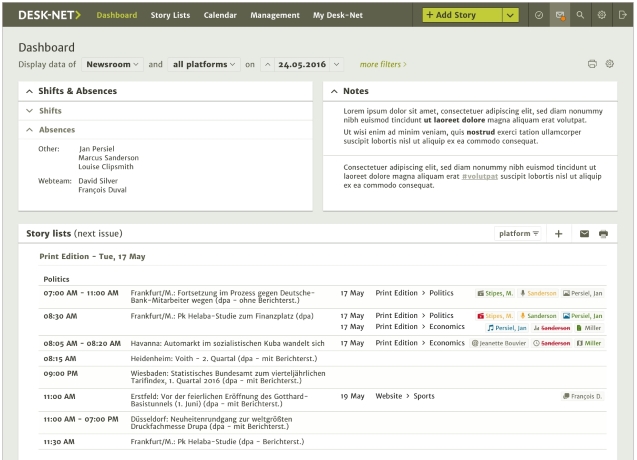 DESK-NET> Dashboard Story Lists Calendar Management My Desk-Net + Add Story
Dashboard
Display data of Newsroom and all platforms on 24.05.2016 more filters >
Shifts & Absences
Shifts
Absences
Other: Jan Persiel
Marcus Sanderson
Louise Clipsmith
Webteam: David Silver
François Duval
Notes
Lorem ipsum dolor sit amet, consectetuer adipiscing elit, sed diam nonummy
nibh euismod tincidunt ut laoreet dolore magna aliquam erat volutpat.
Ut wisi enim ad minim veniam, quis nostrud exerci tation ullamcorper
suscipit lobortis nisl ut aliquip ex ea commodo consequat.
Consectetuer adipiscing elit, sed diam nonummy nibh euismod tincidunt ut
laoreet dolore magna aliquam erat #volutpat suscipit lobortis nisl ut aliquip
ex ea commodo consequat.
Story lists (next issue) platform +
Print Edition - Tue, 17 May
Politics
07:00 AM - 11:00 AM Frankfurt/M.: Fortsetzung im Prozess gegen Deutsche- 17 May Print Edition > Politics Stipes, M. Sanderson Persiel, Jan
Bank-Mitarbeiter wegen (dpa - ohne Berichterst.)
08:30 AM Frankfurt/M.: Pk Helaba-Studie zum Finanzplatz (dpa) 17 May Print Edition > Politics Stipes, M. Sanderson Persiel, Jan
17 May Print Edition > Economics Persiel, Jan Sanderson Miller
08:05 AM - 08:20 AM Havanna: Automarkt im sozialistischen Kuba wandelt sich 17 May Print Edition > Economics Jeanette Bouvier Sanderson Miller
08:15 AM Heidenheim: Voith - 2. Quartal (dpa - mit Berichterst.)
09:00 PM Wiesbaden: Statistisches Bundesamt zum vierteljährlichen
Tarifindex, 1. Quartal 2016 (dpa - mit Berichterst.)
11:00 AM Erstfeld: Vor der feierlichen Eröffnung des Gotthard- 19 May Website > Sports François D.
Basistunnels (1. Juni) (dpa - mit Berichterst.)
11:00 AM - 07:00 PM Düsseldorf: Neuheitenrundgang zur weltgrößten
Druckfachmesse Drupa (dpa - mit Berichterst.)
11:30 AM Frankfurt/M.: Pk Helaba-Studie (dpa - Berichterst.)